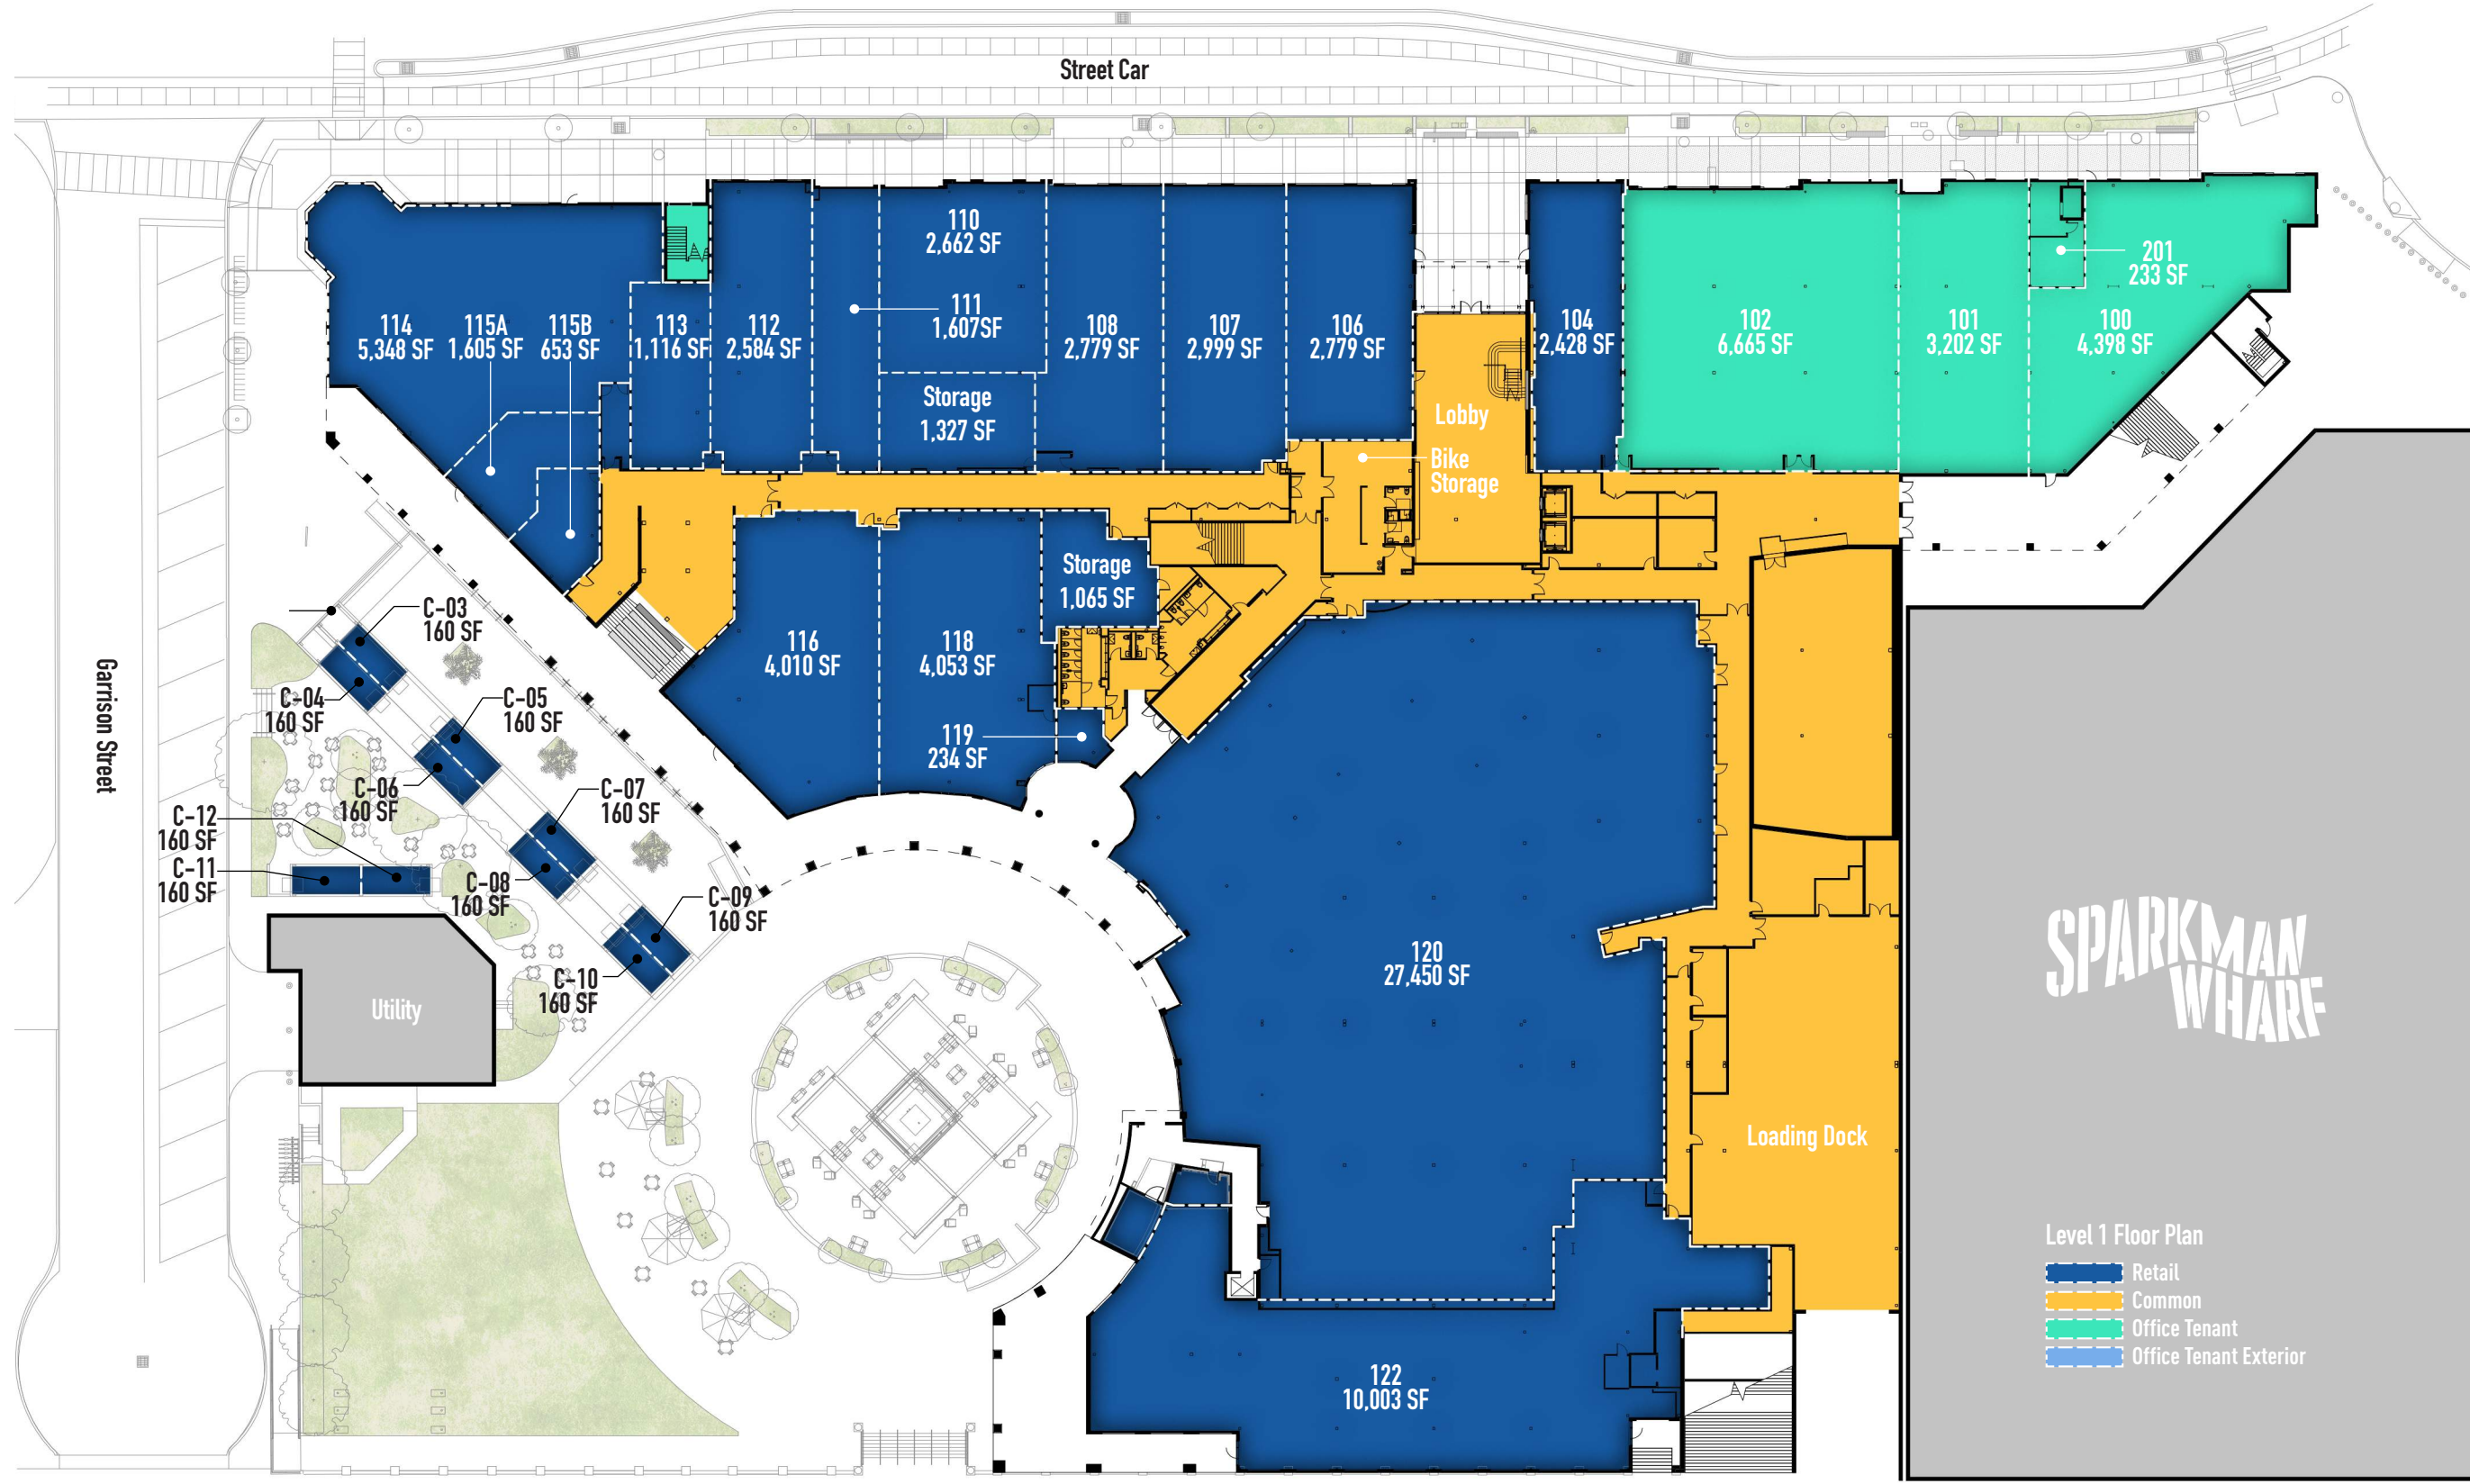 Street Car
110
2,662 SF
201
233 SF
111
1,607SF
114
5,348 SF
115A
1,605 SF
115B
653 SF
113
1,116 SF
112
2,584 SF
108
2,779 SF
107
2,999 SF
106
2,779 SF
104
2,428 SF
102
6,665 SF
101
3,202 SF
100
4,398 SF
Storage
1,327 SF
Lobby
Bike
Storage
Storage
1,065 SF
116
4,010 SF
118
4,053 SF
119
234 SF
Garrison Street
C-03
160 SF
C-04
160 SF
C-05
160 SF
C-06
160 SF
C-07
160 SF
C-12
160 SF
C-11
160 SF
C-08
160 SF
C-09
160 SF
C-10
160 SF
Utility
120
27,450 SF
SPARKMAN
WHARF
Loading Dock
122
10,003 SF
Level 1 Floor Plan
Retail
Common
Office Tenant
Office Tenant Exterior